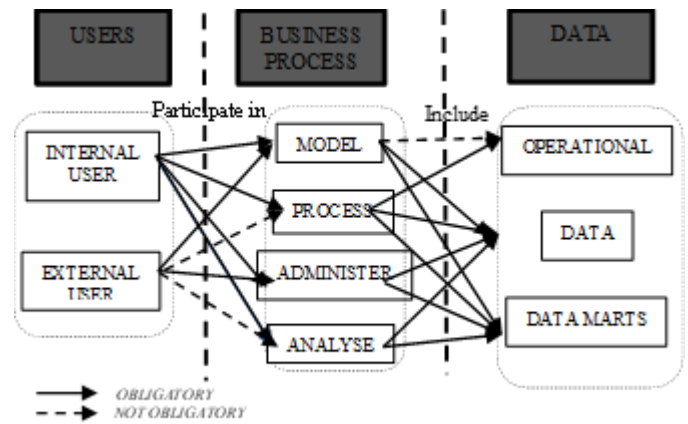 USERS
BUSINESS
PROCESS
DATA
Participate in
Include
INTERNAL
USER
EXTERNAL
USER
MODEL
PROCESS
ADMINISTER
ANALYSE
OPERATIONAL
DATA
DATA MARTS
OBLIGATORY
NOT OBLIGATORY